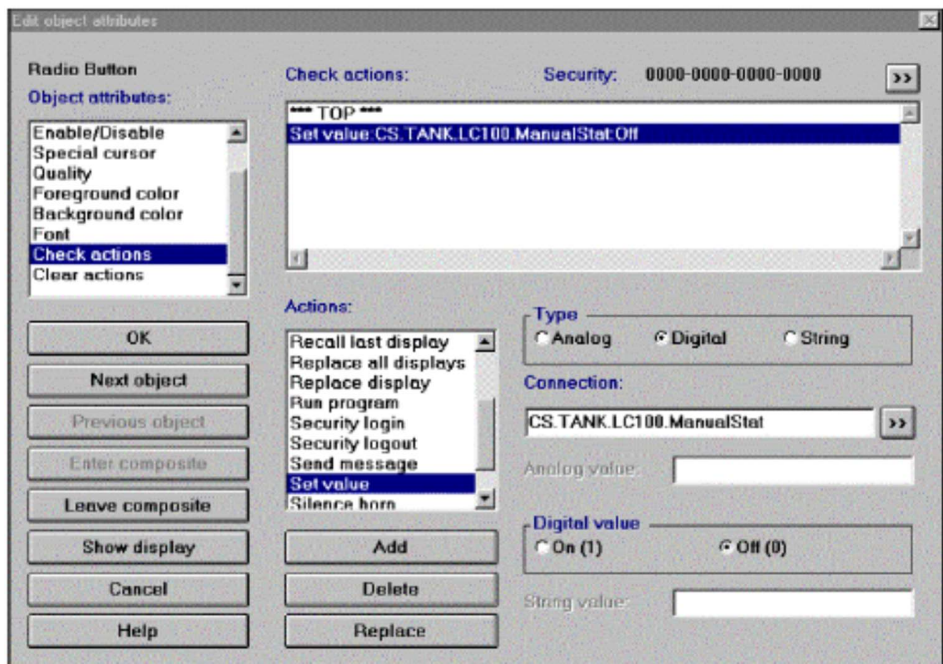 Edit object attributes
Radio Button
Object attributes:
Enable/Disable
Special cursor
Quality
Foreground color
Background color
Font
Check actions
Clear actions
OK
Next object
Previous object
Enter composite
Leave composite
Show display
Cancel
Help
Check actions:
Security: 0000-0000-0000-0000
>>
*** TOP ***
Set value:CS.TANK.LC100.ManualStat:Off
Actions:
Recall last display
Replace all displays
Replace display
Run program
Security login
Security logout
Send message
Set value
Silence horn
Add
Delete
Replace
Type
Analog Digital String
Connection:
CS.TANK.LC100.ManualStat >>
Analog value:
Digital value
On (1) Off (0)
String value: